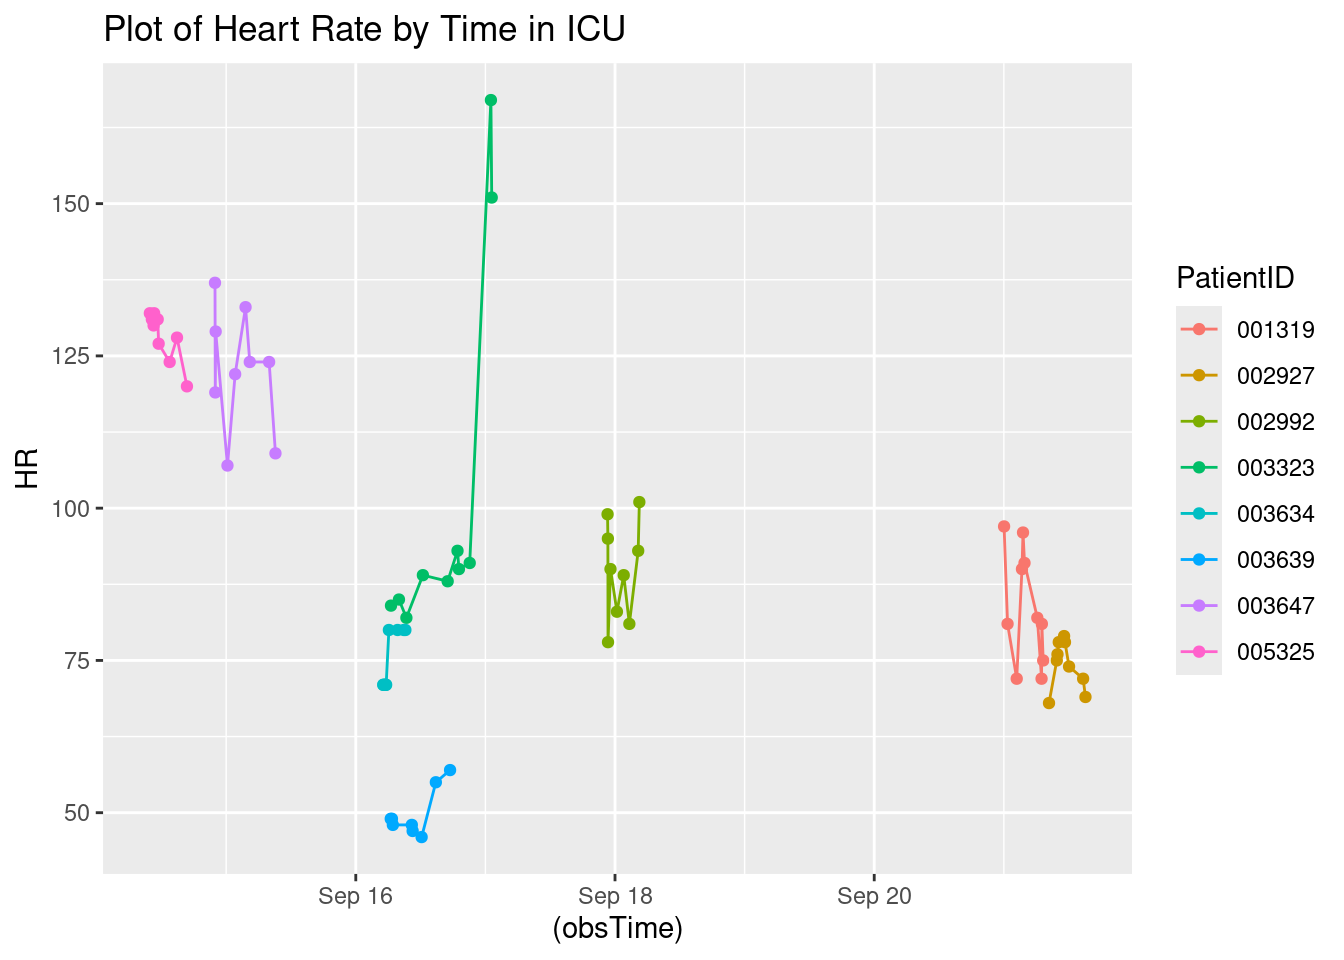 Plot of Heart Rate by Time in ICU
150
125
100
75
50
HR
Sep 16
Sep 18
Sep 20
(obsTime)
PatientID
001319
002927
002992
003323
003634
003639
003647
005325